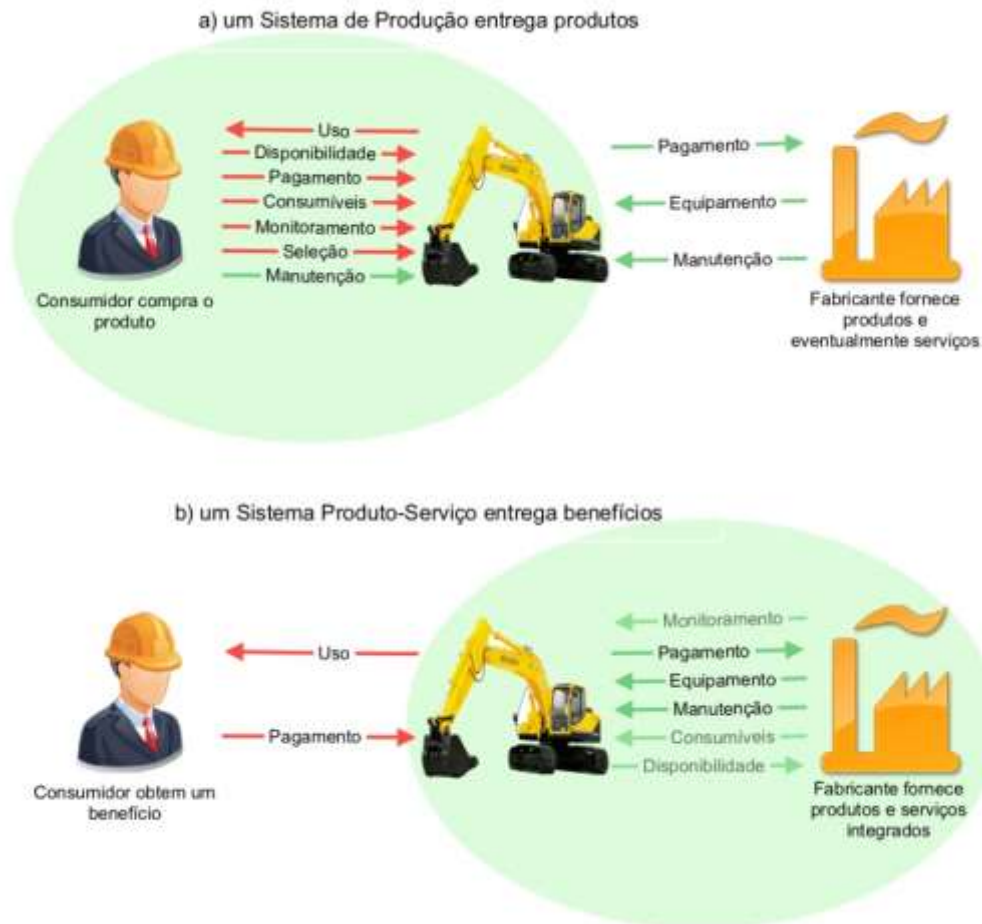 a) um Sistema de Produção entrega produtos
Uso
Disponibilidade
Pagamento
Consumíveis
Monitoramento
Seleção
Manutenção
Consumidor compra o
produto
Pagamento
Equipamento
Manutenção
Fabricante fornece
produtos e
eventualmente serviços
b) um Sistema Produto-Serviço entrega benefícios
Uso
Pagamento
Consumidor obtem um
benefício
Monitoramento
Pagamento
Equipamento
Manutenção
Consumíveis
Disponibilidade
Fabricante fornece
produtos e serviços
integrados